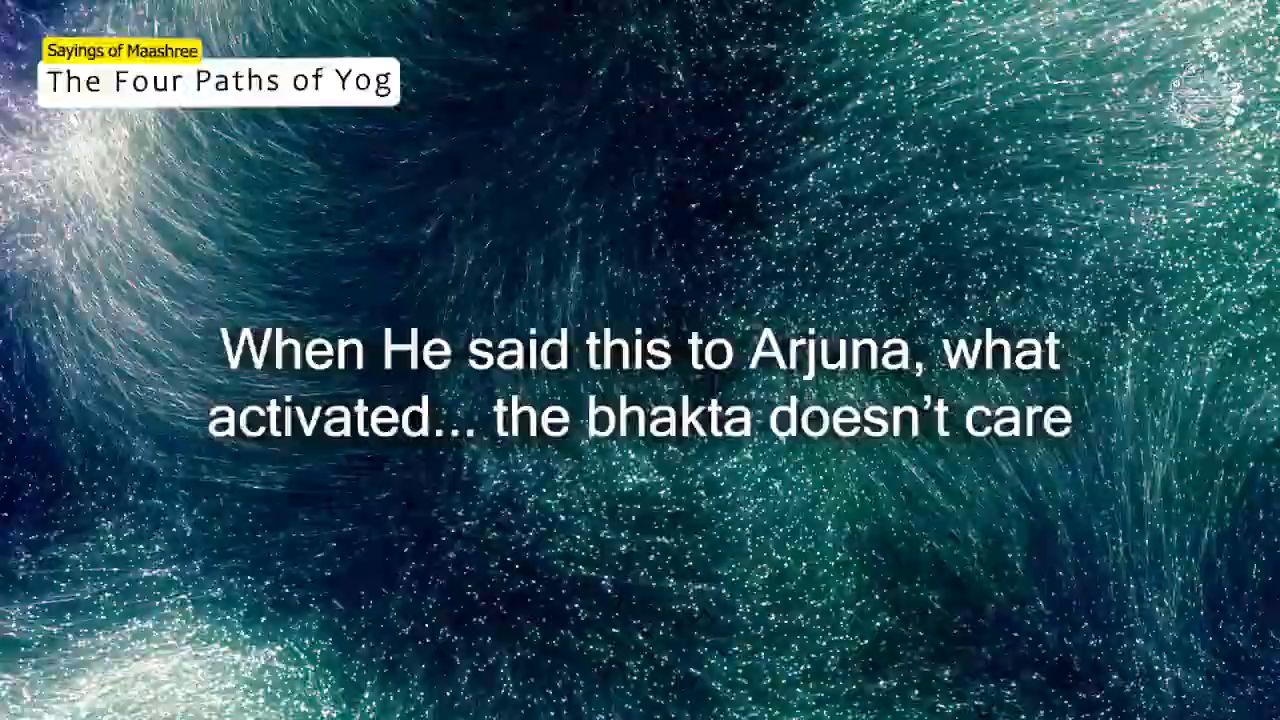 Sayings of Maashree
The Four Paths of Yog
When He said this to Arjuna, what
activated... the bhakta doesn’t care